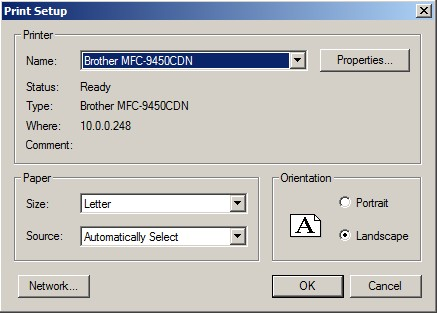 Print Setup
Printer
Name: Brother MFC-9450CDN Properties...
Status: Ready
Type: Brother MFC-9450CDN
Where: 10.0.0.248
Comment:
Paper
Size: Letter
Source: Automatically Select
Orientation
A
Portrait
Landscape
Network... OK Cancel